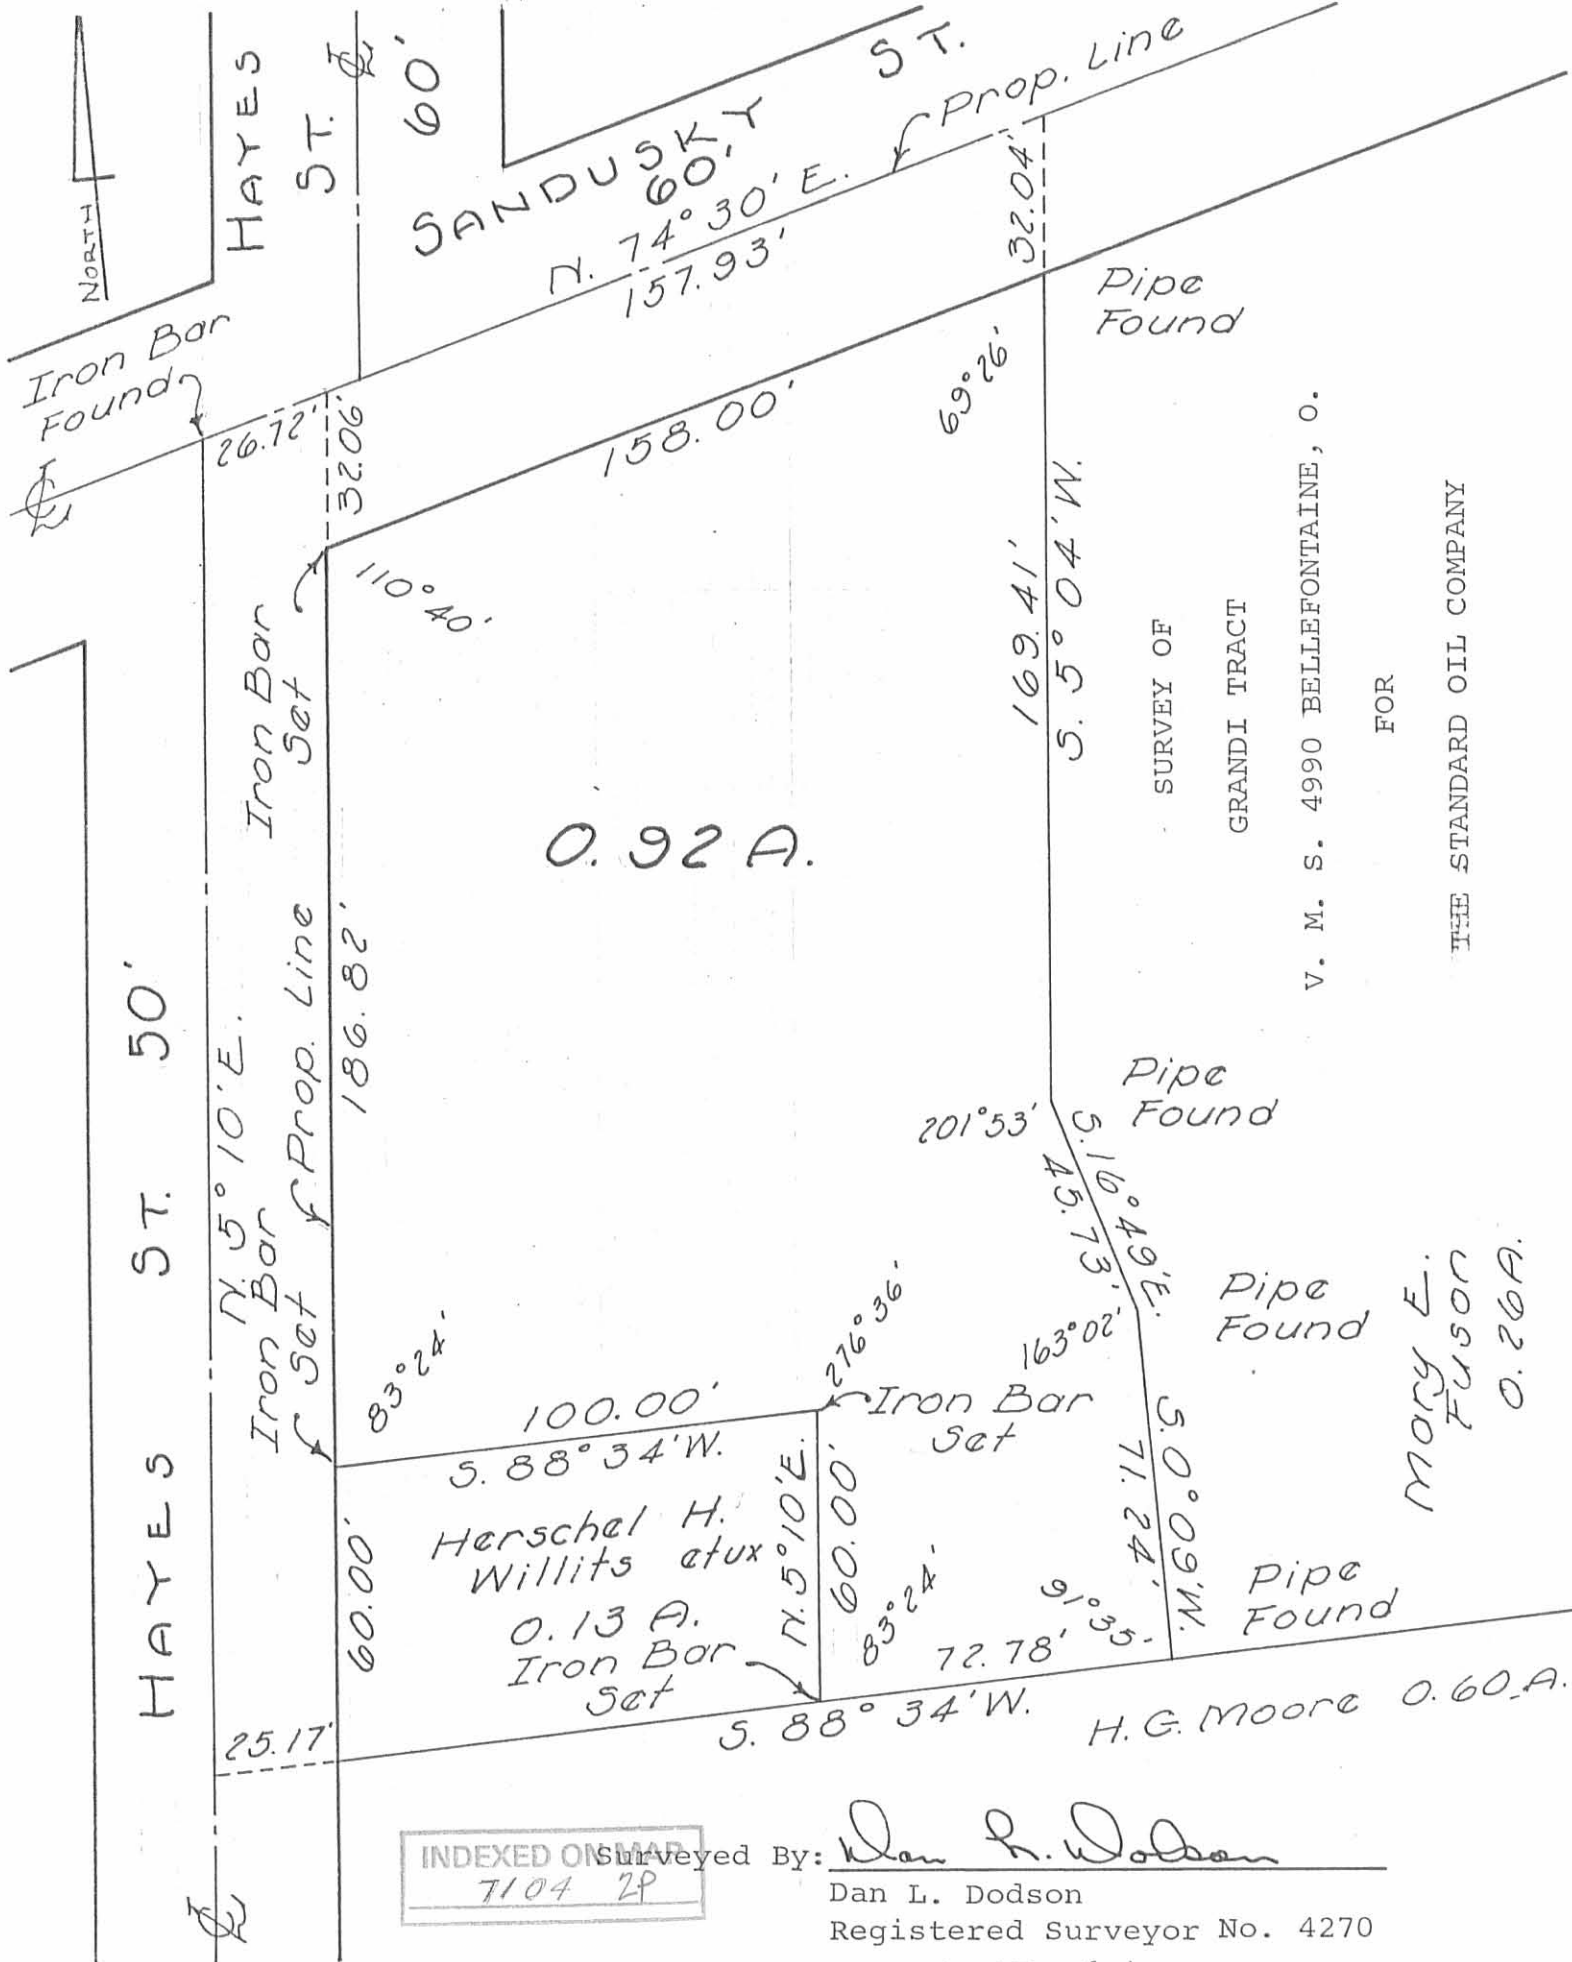 NORTH
HAYES
ST.
℄
60'
SANDUSKY ST.
60'
Prop. Line
N. 74° 30' E.
157.93'
32.04'
Iron Bar
Found
26.72'
℄
32.06'
Pipe
Found
158.00'
69°26'
110°40'
Iron Bar
Set
169.41'
S. 5° 04' W.
0.92 A.
SURVEY OF
GRANDI TRACT
V. M. S. 4990 BELLEFONTAINE, O.
FOR
THE STANDARD OIL COMPANY
HAYES ST. 50'
N. 5° 10' E.
Prop. Line
186.82'
Iron Bar
Set
Pipe
Found
201°53'
S. 16° 49' E.
45.73'
Pipe
Found
163°02'
83°24'
276°36'
100.00'
S. 88° 34' W.
Iron Bar
Set
Mary E.
Fuson
0.26 A.
Herschel H.
Willits etux
0.13 A.
Iron Bar
Set
60.00'
N. 5° 10' E.
60.00'
83°24'
91°35'
S. 0° 09' W.
71.24'
Pipe
Found
72.78'
S. 88° 34' W.
H. G. Moore 0.60 A.
25.17'
℄
INDEXED ON MAP
7104 2P
Surveyed By: Dan L. Dodson
Dan L. Dodson
Registered Surveyor No. 4270